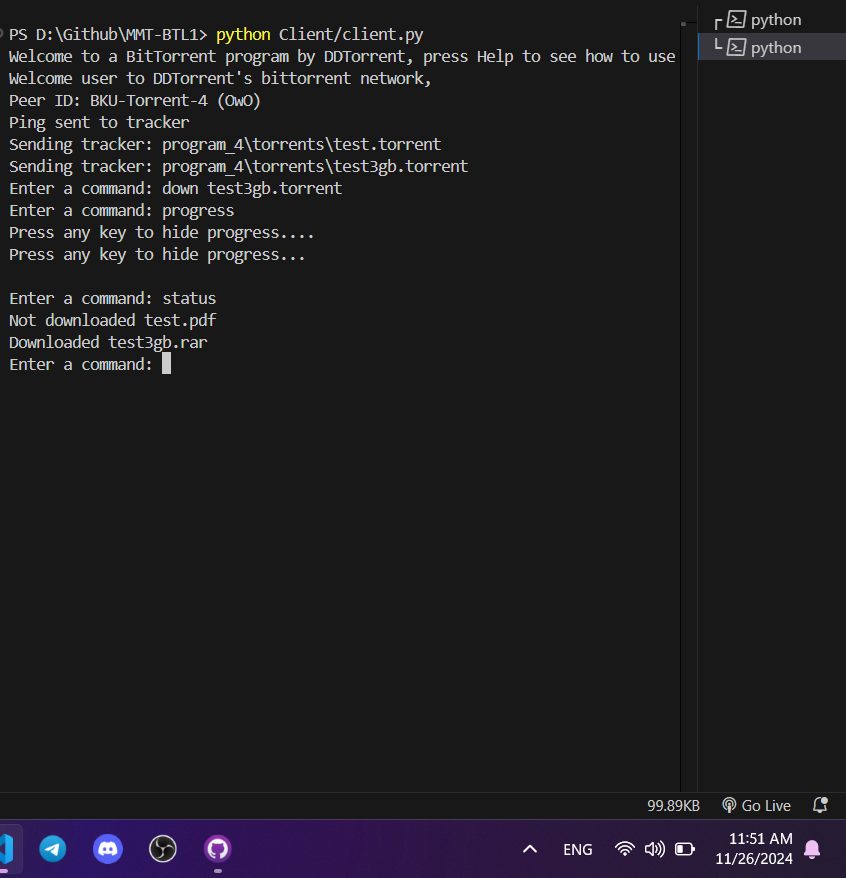 PS D:\Github\MMT-BTL1> python Client/client.py
Welcome to a BitTorrent program by DDTorrent, press Help to see how to use
Welcome user to DDTorrent's bittorrent network,
Peer ID: BKU-Torrent-4 (OwO)
Ping sent to tracker
Sending tracker: program_4\torrents\test.torrent
Sending tracker: program_4\torrents\test3gb.torrent
Enter a command: down test3gb.torrent
Enter a command: progress
Press any key to hide progress....
Press any key to hide progress...
Enter a command: status
Not downloaded test.pdf
Downloaded test3gb.rar
Enter a command:
python
python
99.89KB Go Live
ENG
11:51 AM
11/26/2024